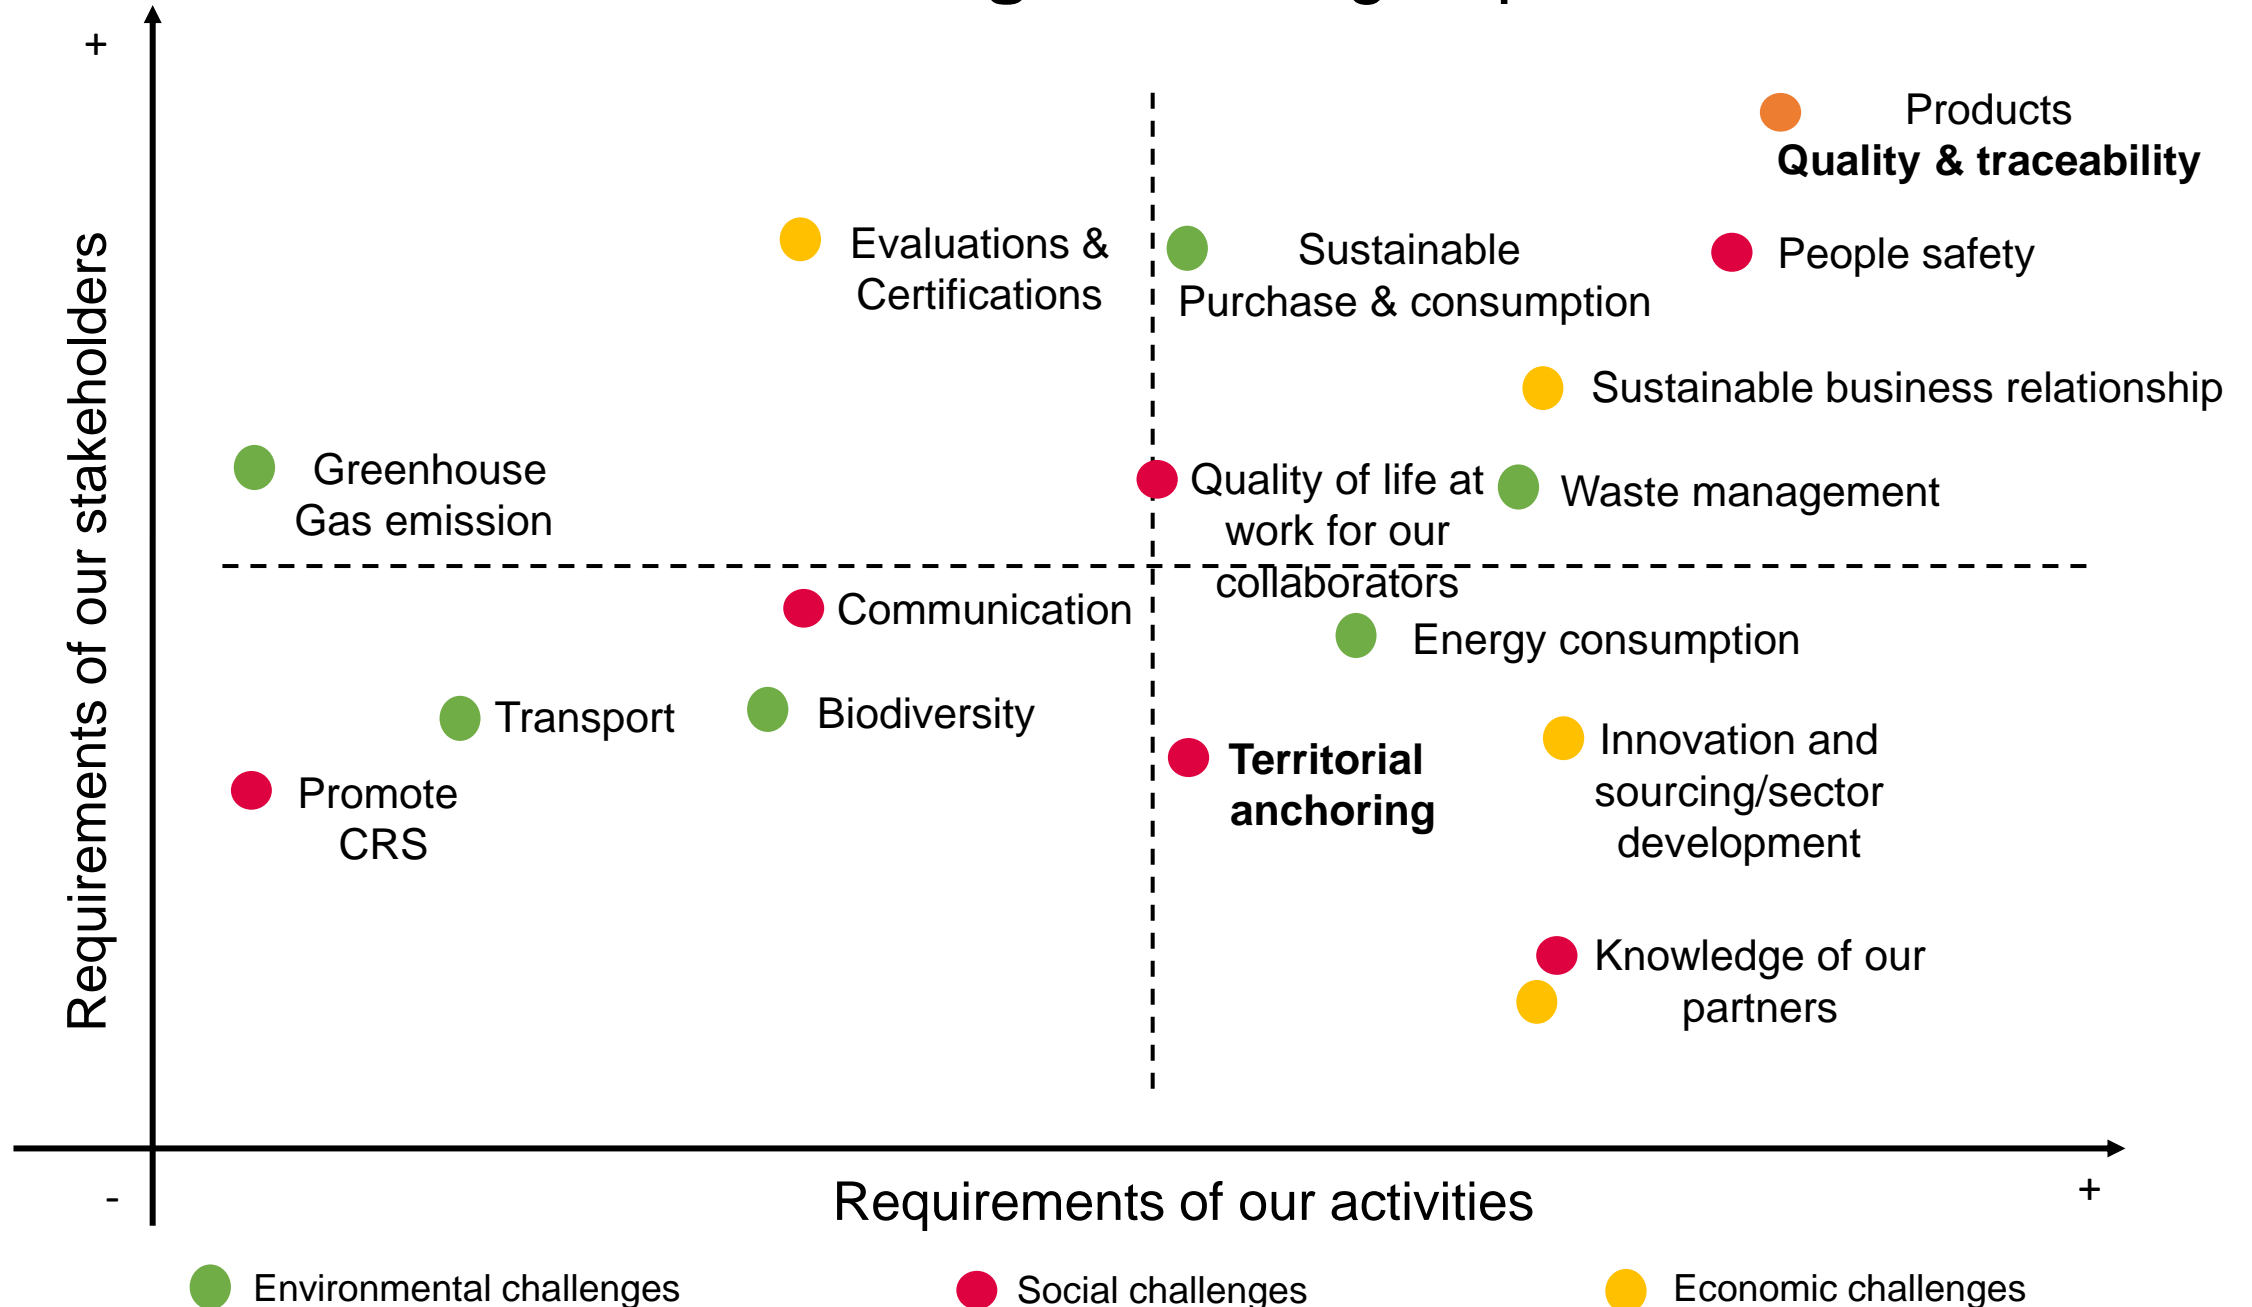 +
Products
Quality & traceability
Evaluations &
Certifications
Sustainable
Purchase & consumption
People safety
Sustainable business relationship
Greenhouse
Gas emission
Quality of life at
work for our
collaborators
Waste management
Communication
Energy consumption
Transport
Biodiversity
Territorial
anchoring
Innovation and
sourcing/sector
development
Promote
CRS
Knowledge of our
partners
Requirements of our stakeholders
-
Requirements of our activities
+
Environmental challenges
Social challenges
Economic challenges